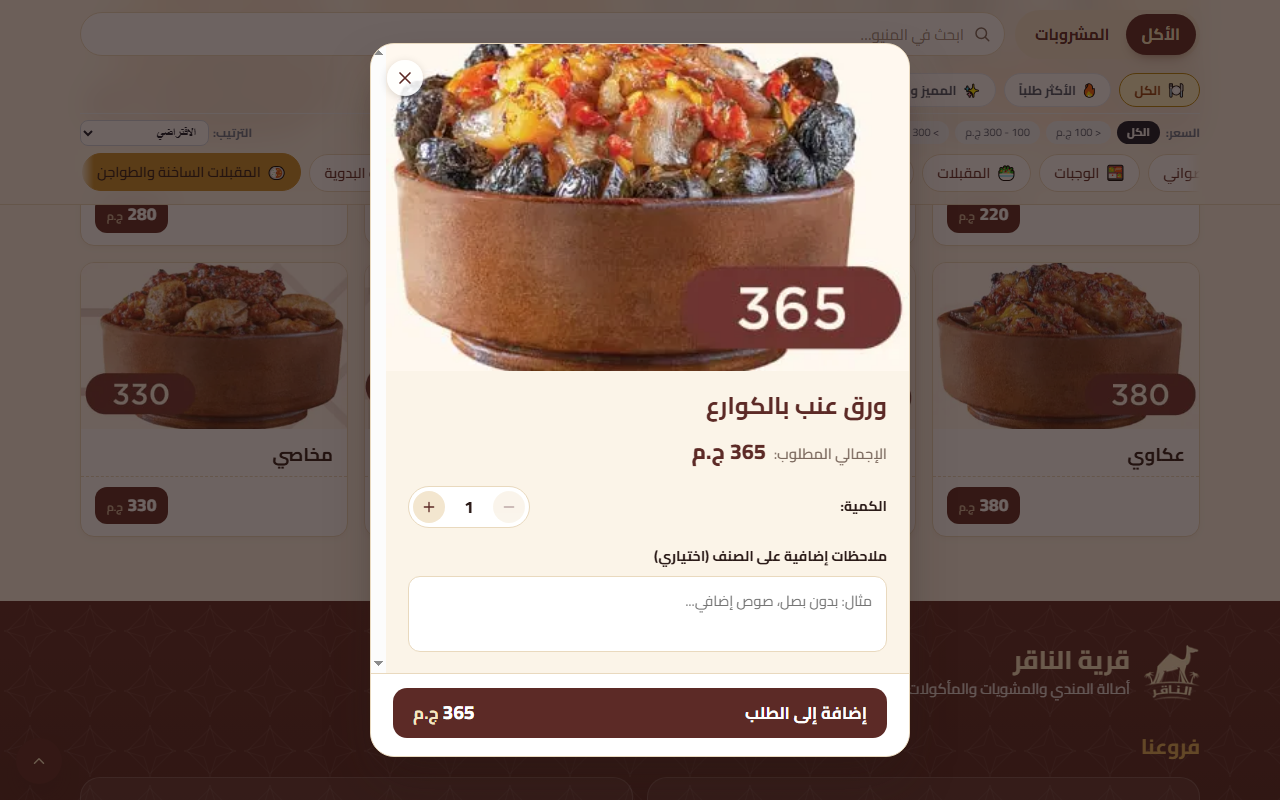 الأكل
المشروبات
ابحث في المنيو...
الكل
الأكثر طلباً
المميز و
السعر:
الكل
< 100 ج.م
100 - 300 ج.م
> 300
الترتيب:
الافتراضي
الوجبات
المقبلات
البدوية
المقبلات الساخنة والطواجن
220 ج.م
280 ج.م
380
عكاوي
380 ج.م
330
مخاصي
330 ج.م
365
ورق عنب بالكوارع
الإجمالي المطلوب: 365 ج.م
الكمية:
− 1 +
ملاحظات إضافية على الصنف (اختياري)
مثال: بدون بصل، صوص إضافي...
إضافة إلى الطلب 365 ج.م
قرية الناقر
أصالة المندي والمشويات والمأكولات
الناقر
فروعنا